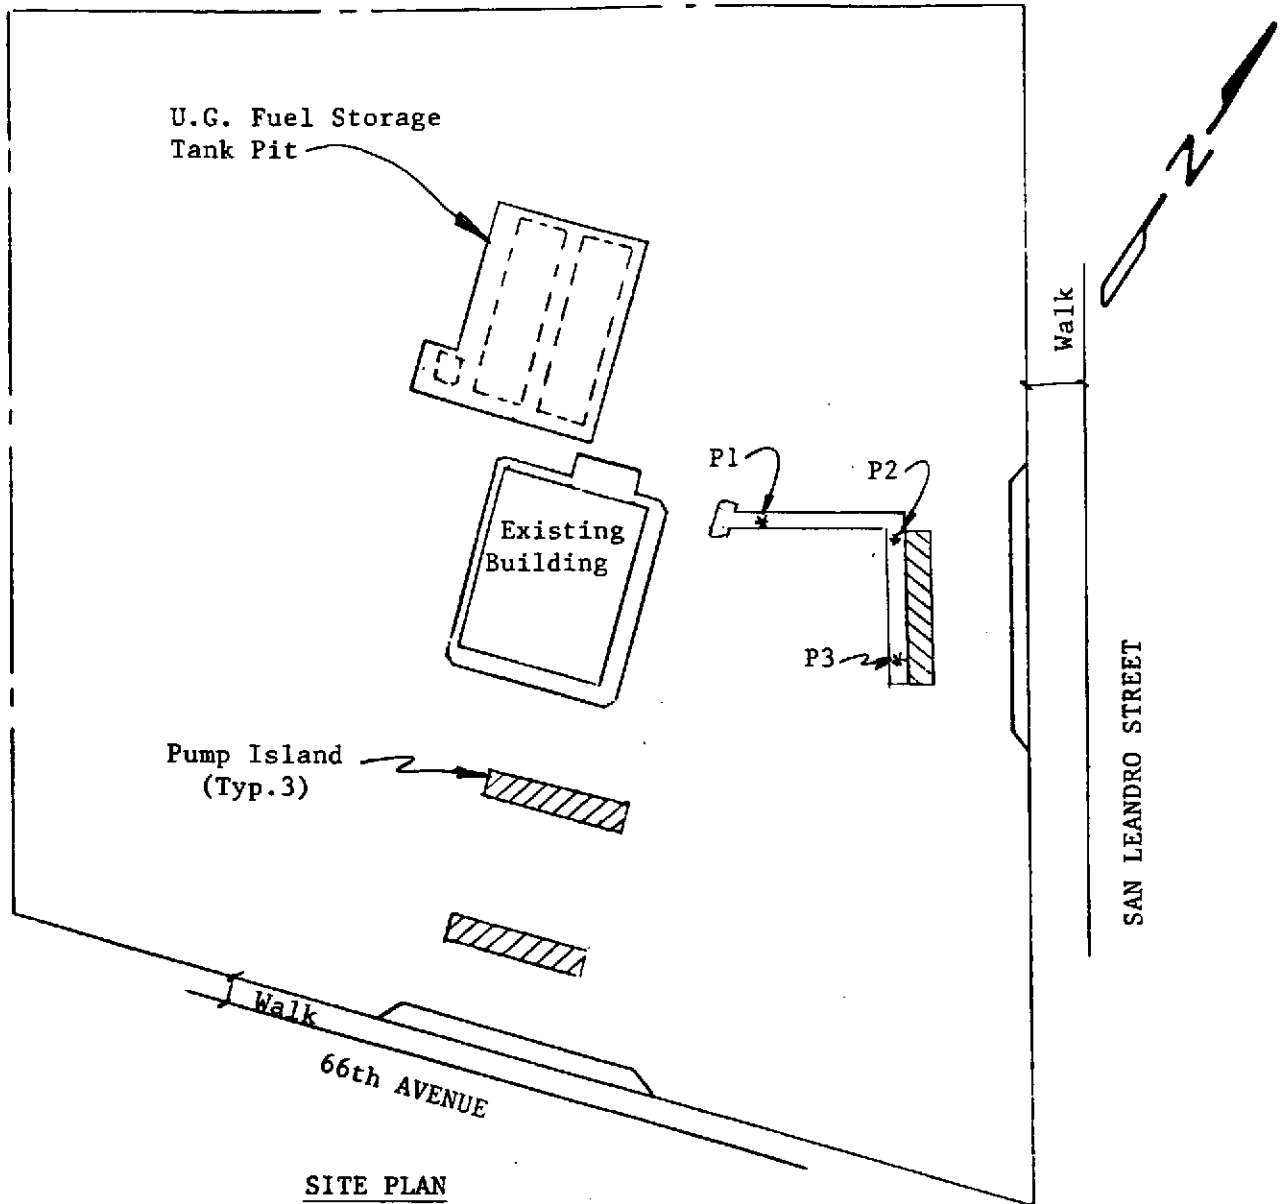 U.G. Fuel Storage
Tank Pit
N
Walk
P1
P2
Existing
Building
P3
SAN LEANDRO STREET
Pump Island
(Typ.3)
Walk
66th AVENUE
SITE PLAN